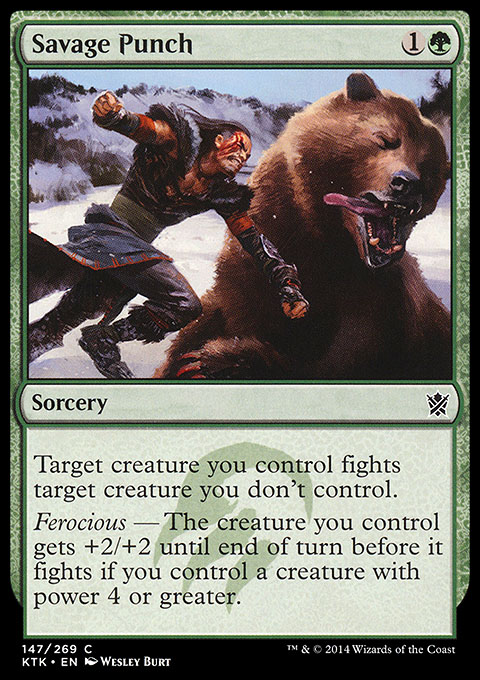 Savage Punch 1
Sorcery
Target creature you control fights
target creature you don't control.
Ferocious — The creature you control
gets +2/+2 until end of turn before it
fights if you control a creature with
power 4 or greater.
147/269 C
KTK • EN Wesley Burt
™ & © 2014 Wizards of the Coast